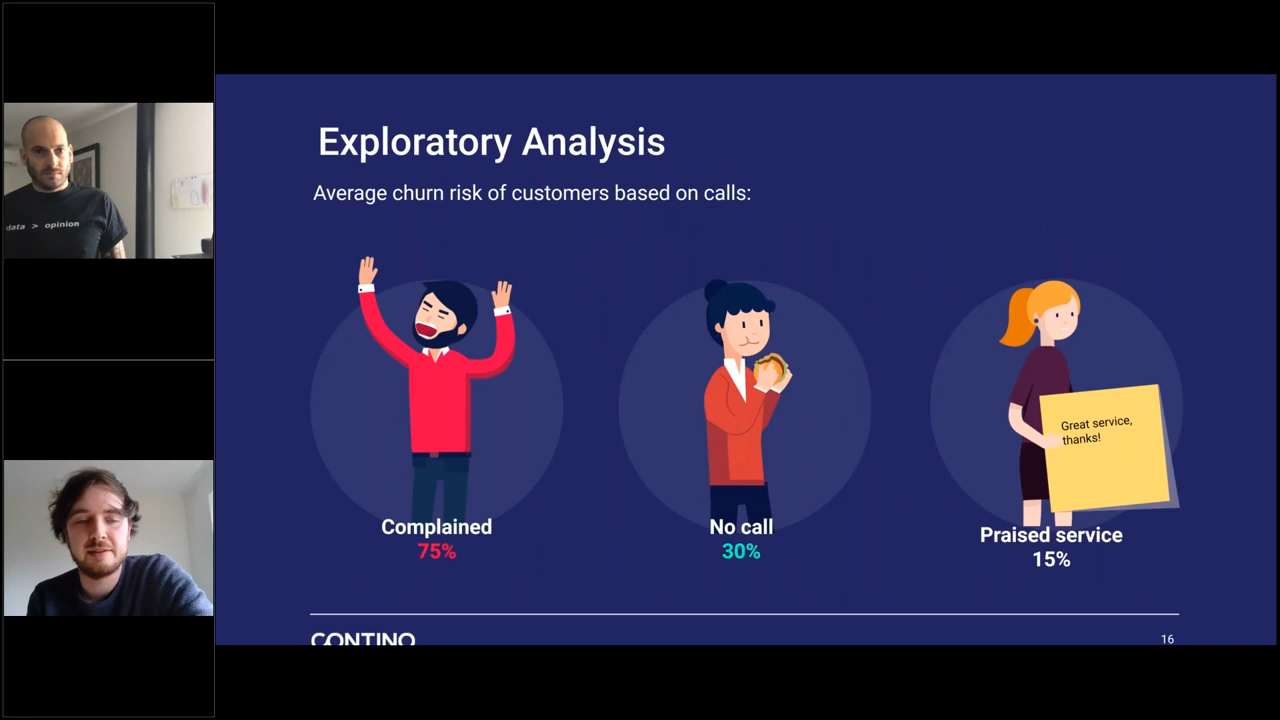 data > opinion
Exploratory Analysis
Average churn risk of customers based on calls:
Great service,
thanks!
Complained
75%
No call
30%
Praised service
15%
CONTINO
16